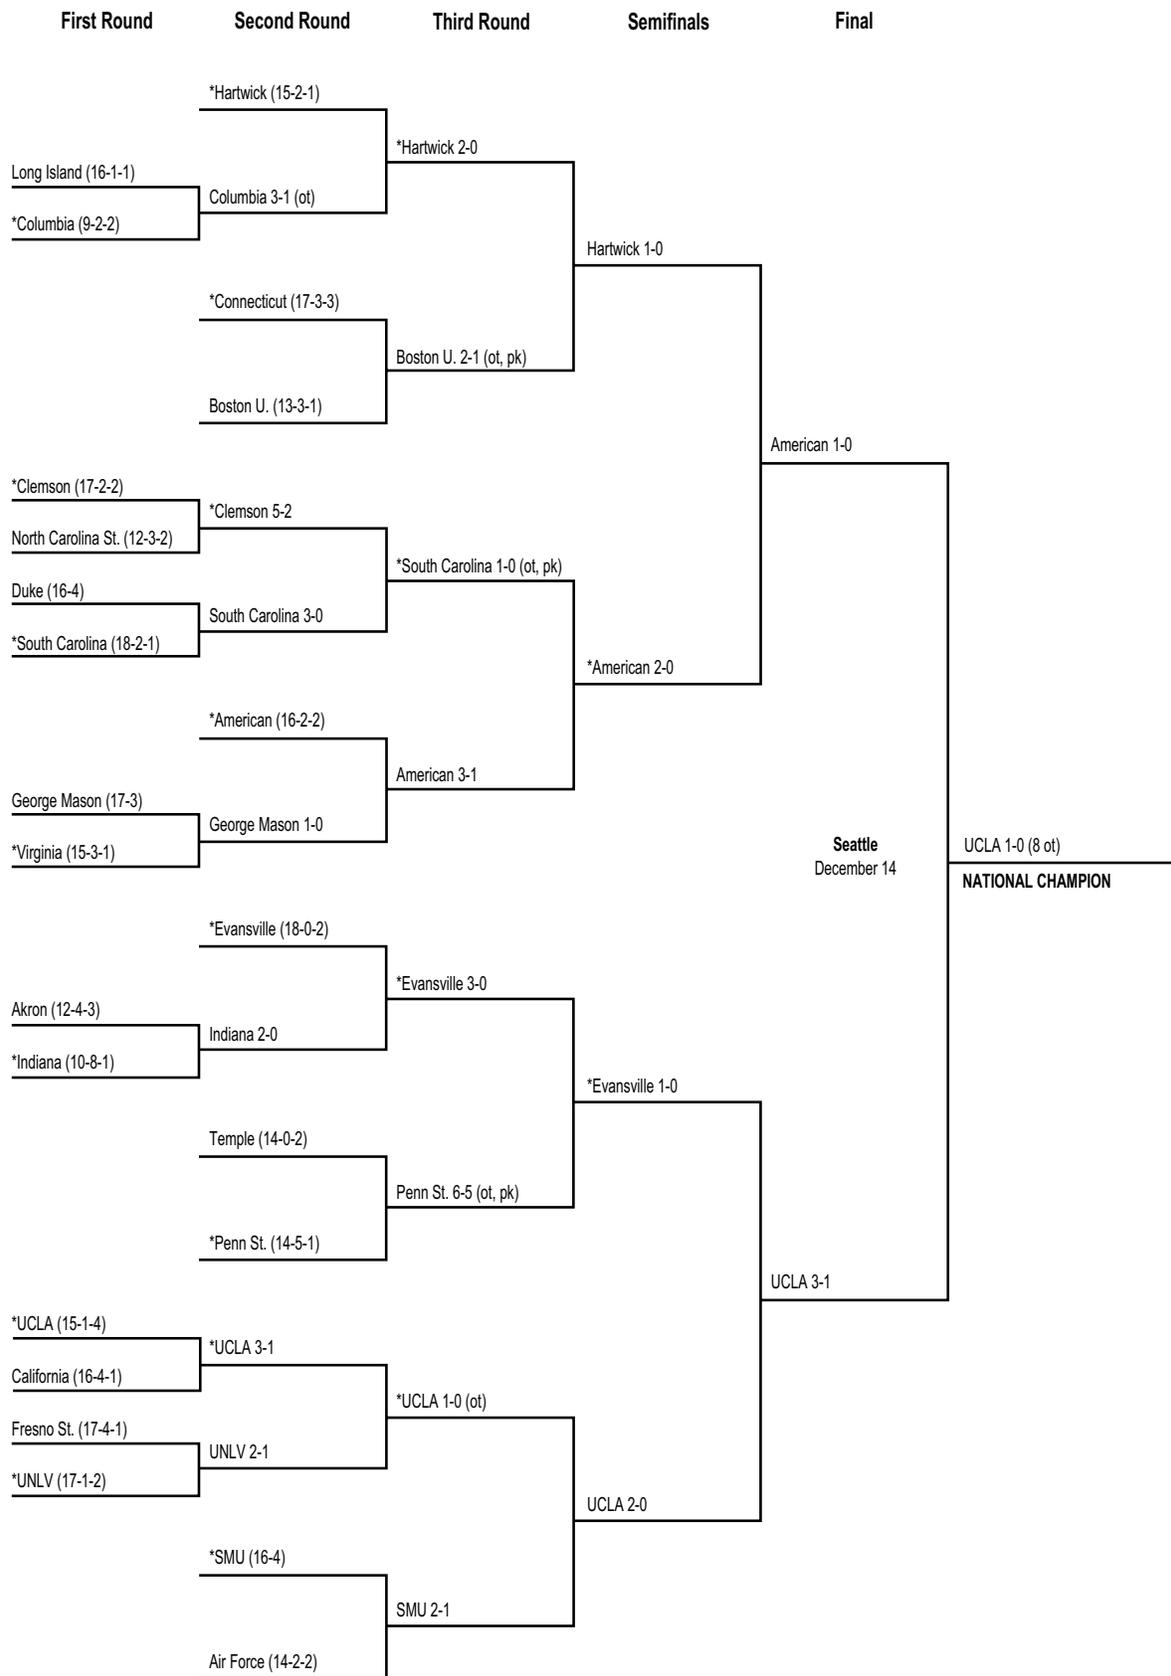 First Round
Second Round
Third Round
Semifinals
Final
*Hartwick (15-2-1)
*Hartwick 2-0
Long Island (16-1-1)
Columbia 3-1 (ot)
*Columbia (9-2-2)
Hartwick 1-0
*Connecticut (17-3-3)
Boston U. 2-1 (ot, pk)
Boston U. (13-3-1)
American 1-0
*Clemson (17-2-2)
*Clemson 5-2
North Carolina St. (12-3-2)
*South Carolina 1-0 (ot, pk)
Duke (16-4)
South Carolina 3-0
*South Carolina (18-2-1)
*American 2-0
*American (16-2-2)
American 3-1
George Mason (17-3)
George Mason 1-0
*Virginia (15-3-1)
Seattle
December 14
UCLA 1-0 (8 ot)
NATIONAL CHAMPION
*Evansville (18-0-2)
*Evansville 3-0
Akron (12-4-3)
Indiana 2-0
*Indiana (10-8-1)
*Evansville 1-0
Temple (14-0-2)
Penn St. 6-5 (ot, pk)
*Penn St. (14-5-1)
UCLA 3-1
*UCLA (15-1-4)
*UCLA 3-1
California (16-4-1)
*UCLA 1-0 (ot)
Fresno St. (17-4-1)
UNLV 2-1
*UNLV (17-1-2)
UCLA 2-0
*SMU (16-4)
SMU 2-1
Air Force (14-2-2)